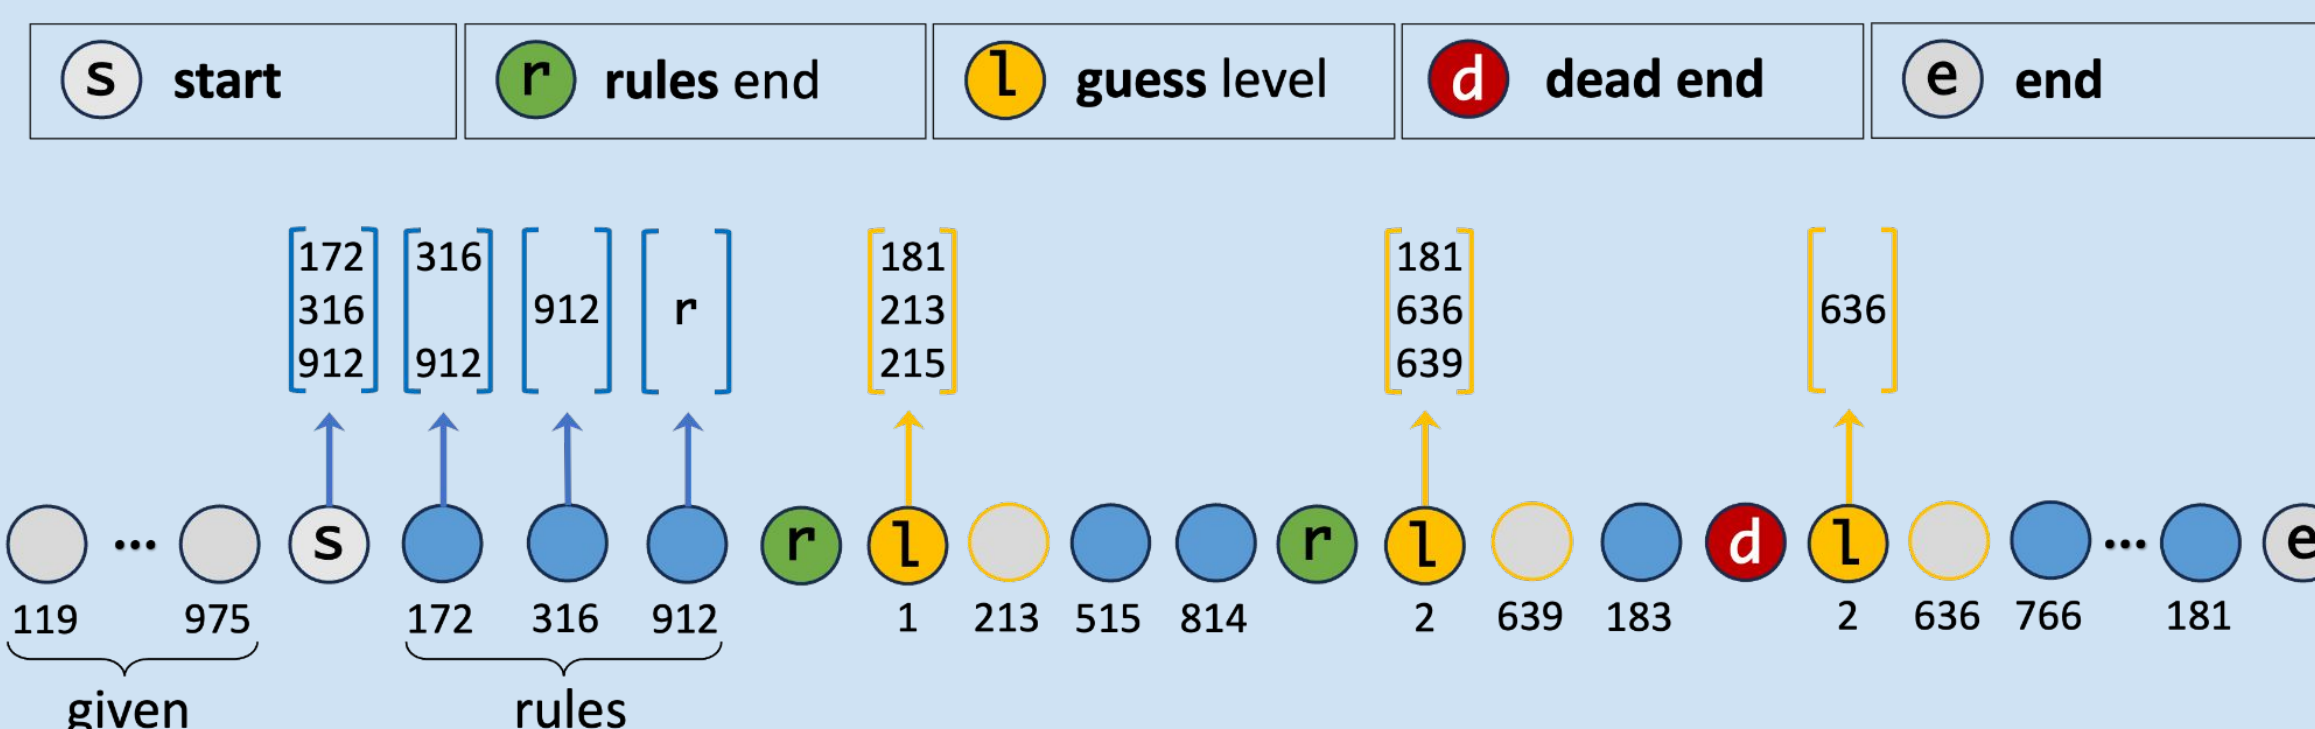 s start r rules end l guess level d dead end e end
172 316 181 181
316 912 r 213 636 636
912 912 215 639
... s r l r l d l ... e
119 975 172 316 912 1 213 515 814 2 639 183 2 636 766 181
given rules